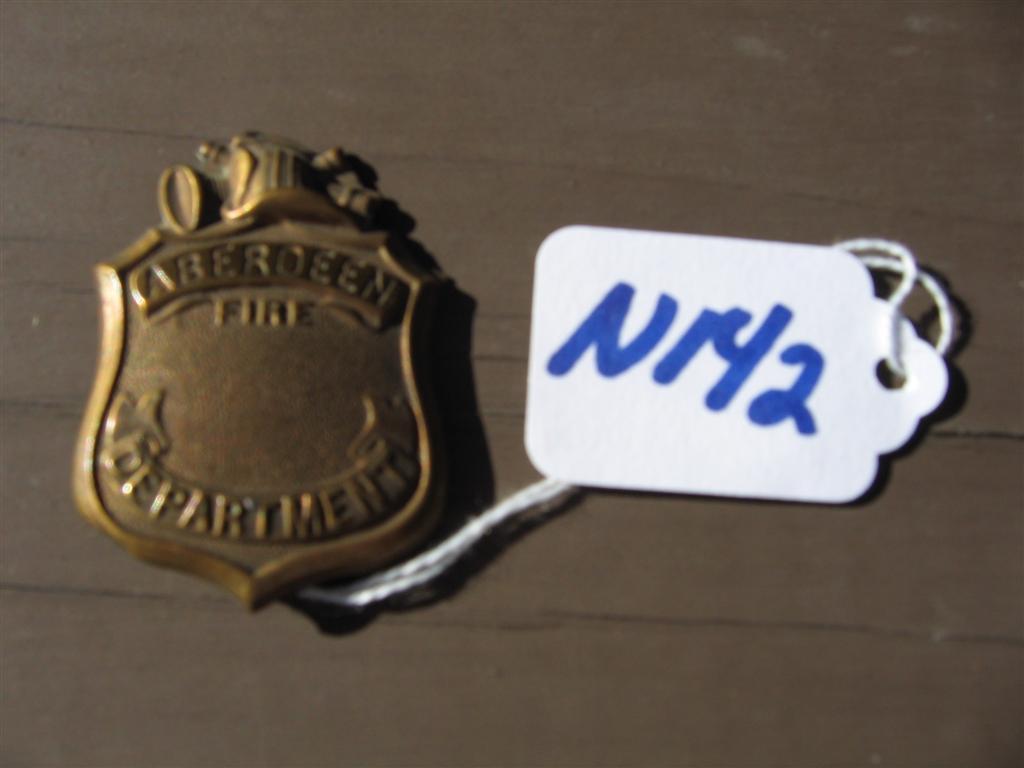 ABERDEEN
FIRE
DEPARTMENT
N142